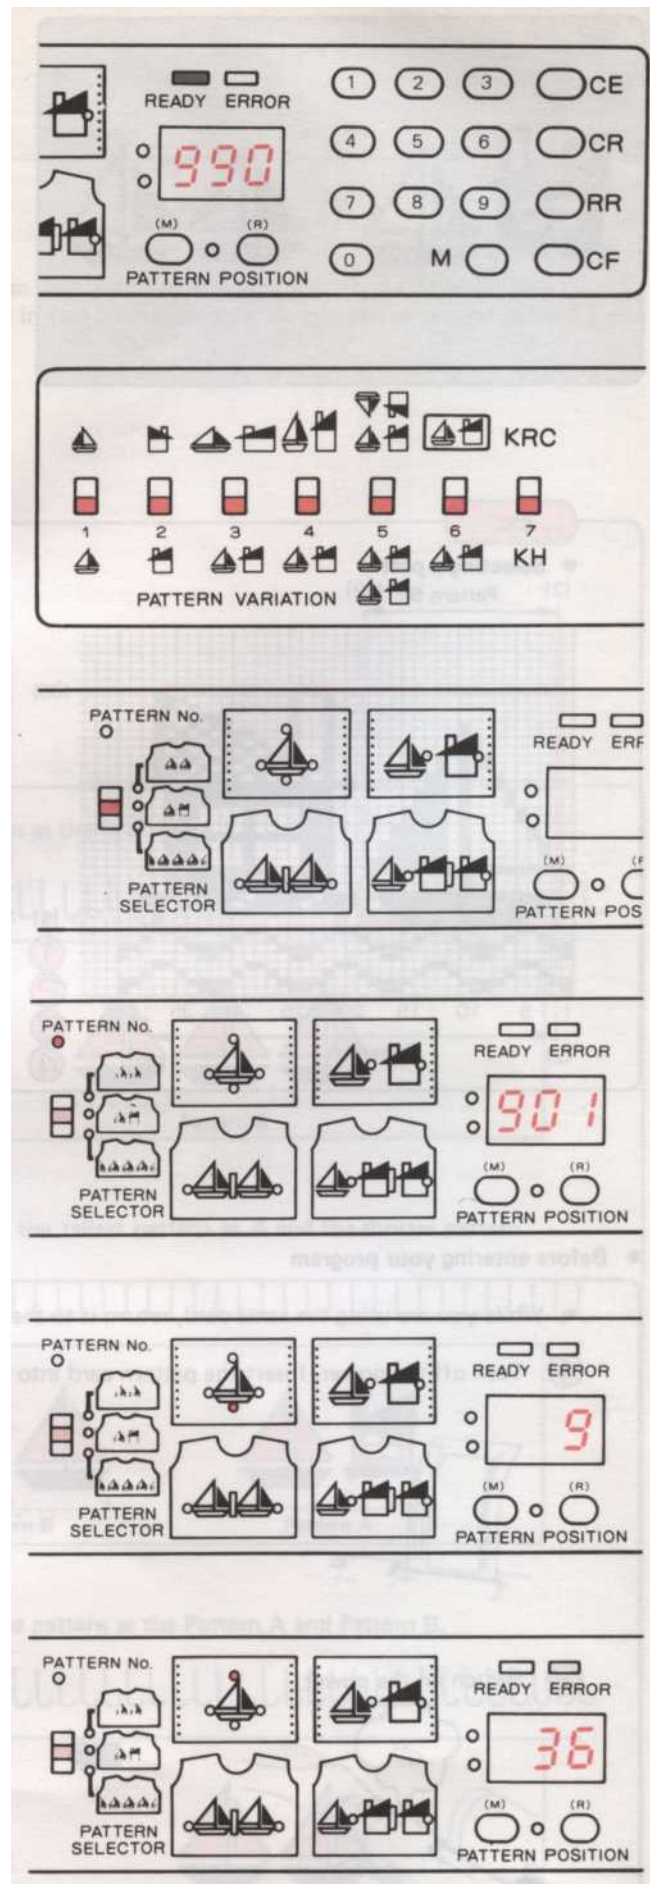 READY ERROR
1 2 3 CE
4 5 6 CR
990
7 8 9 RR
(M) (R)
0 M CF
PATTERN POSITION
KRC
1 2 3 4 5 6 7
KH
PATTERN VARIATION
PATTERN No.
READY ERR
(M) (R
PATTERN
SELECTOR
PATTERN POS
PATTERN No.
READY ERROR
901
(M) (R)
PATTERN
SELECTOR
PATTERN POSITION
PATTERN No.
READY ERROR
9
(M) (R)
PATTERN
SELECTOR
PATTERN POSITION
PATTERN No.
READY ERROR
36
(M) (R)
PATTERN
SELECTOR
PATTERN POSITION